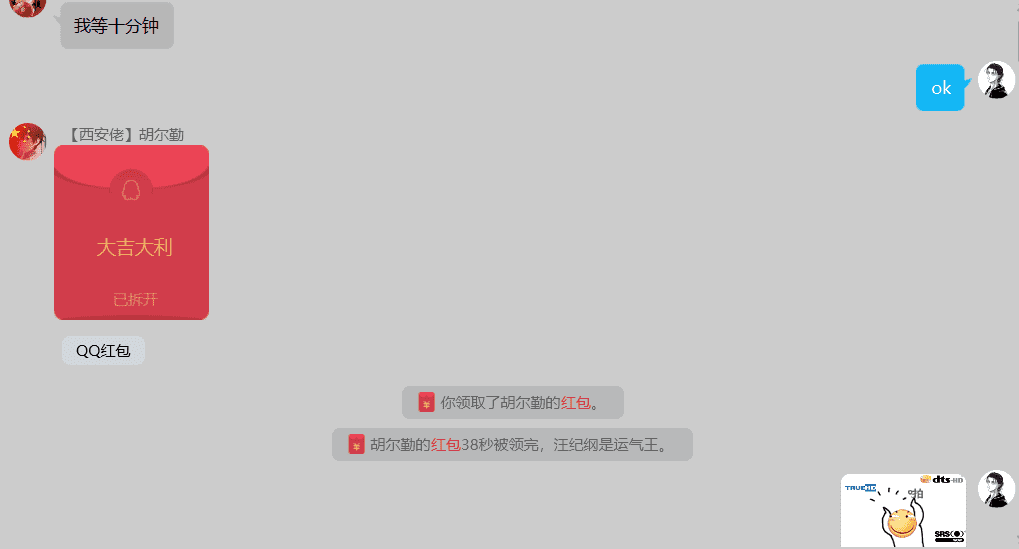 我等十分钟
ok
【西安佬】胡尔勤
大吉大利
已拆开
QQ红包
¥ 你领取了胡尔勤的红包。
¥ 胡尔勤的红包38秒被领完，汪纪纲是运气王。
dts-HD
TRUEHD
啪
SRS(●)